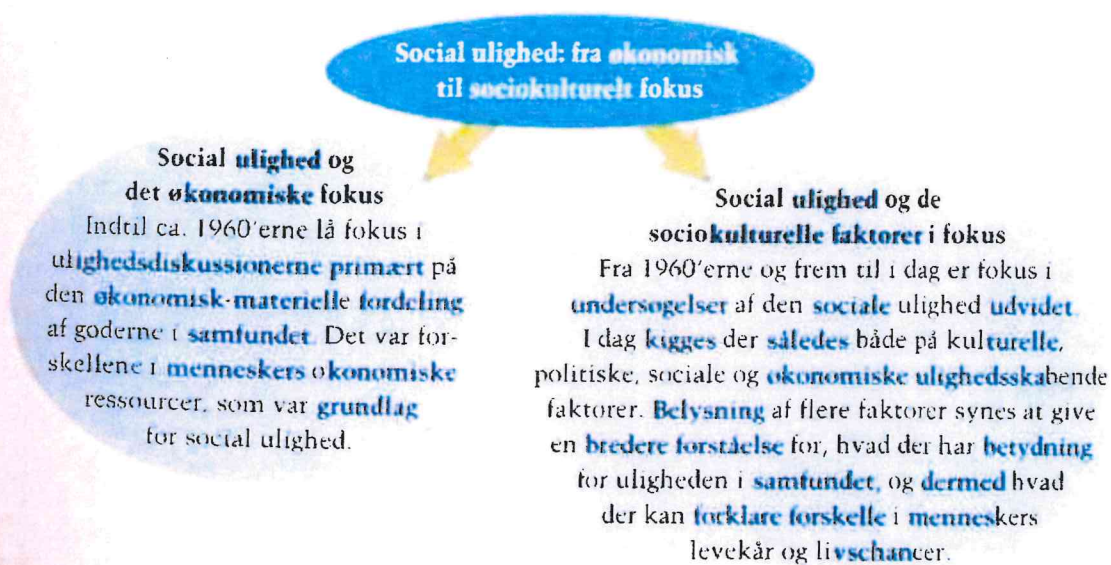 Social ulighed: fra økonomisk
til sociokulturelt fokus
Social ulighed og
det økonomiske fokus
Indtil ca. 1960'erne lå fokus i
ulighedsdiskussionerne primært på
den økonomisk-materielle fordeling
af goderne i samfundet. Det var for-
skellene i menneskers økonomiske
ressourcer, som var grundlag
for social ulighed.
Social ulighed og de
sociokulturelle faktorer i fokus
Fra 1960'erne og frem til i dag er fokus i
undersøgelser af den sociale ulighed udvidet.
I dag kigges der således både på kulturelle,
politiske, sociale og økonomiske ulighedsskabende
faktorer. Belysning af flere faktorer synes at give
en bredere forståelse for, hvad der har betydning
for uligheden i samfundet, og dermed hvad
der kan forklare forskelle i menneskers
levekår og livschancer.